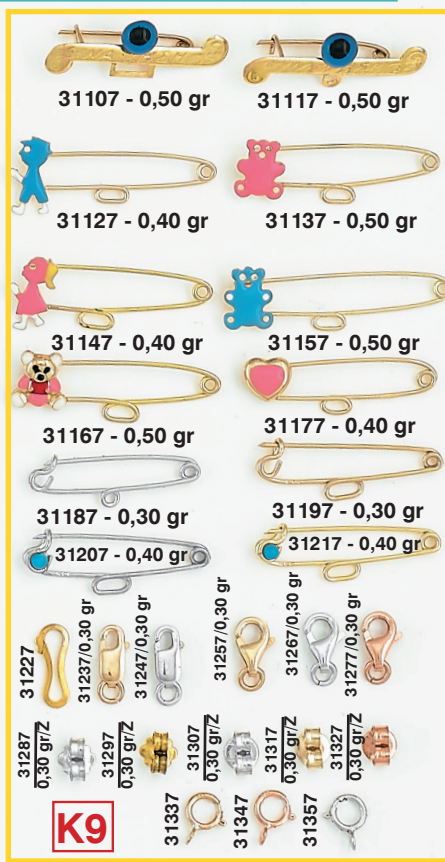 31107 - 0,50 gr
31117 - 0,50 gr
31127 - 0,40 gr
31137 - 0,50 gr
31147 - 0,40 gr
31157 - 0,50 gr
31167 - 0,50 gr
31177 - 0,40 gr
31187 - 0,30 gr
31197 - 0,30 gr
31207 - 0,40 gr
31217 - 0,40 gr
31227
31237/0,30 gr
31247/0,30 gr
31257/0,30 gr
31267/0,30 gr
31277/0,30 gr
31287
0,30 gr/Z
31297
0,30 gr/Z
31307
0,30 gr/Z
31317
0,30 gr/Z
31327
0,30 gr/Z
K9
31337
31347
31357